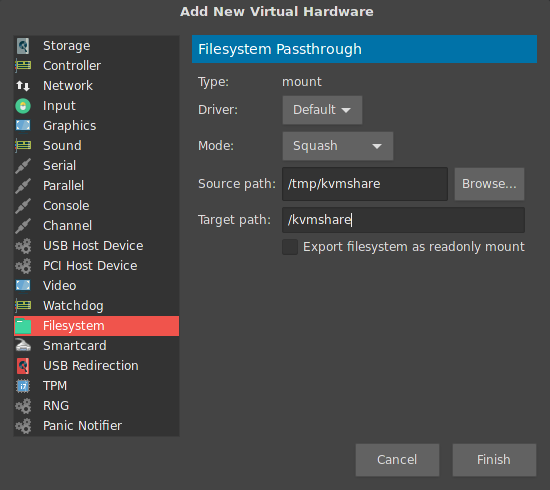 Add New Virtual Hardware
Storage
Controller
Network
Input
Graphics
Sound
Serial
Parallel
Console
Channel
USB Host Device
PCI Host Device
Video
Watchdog
Filesystem
Smartcard
USB Redirection
TPM
RNG
Panic Notifier
Filesystem Passthrough
Type: mount
Driver: Default
Mode: Squash
Source path: /tmp/kvmshare Browse...
Target path: /kvmshare
Export filesystem as readonly mount
Cancel Finish